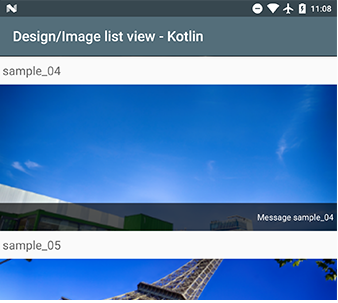 11:08
Design/Image list view - Kotlin
sample_04
Message sample_04
sample_05